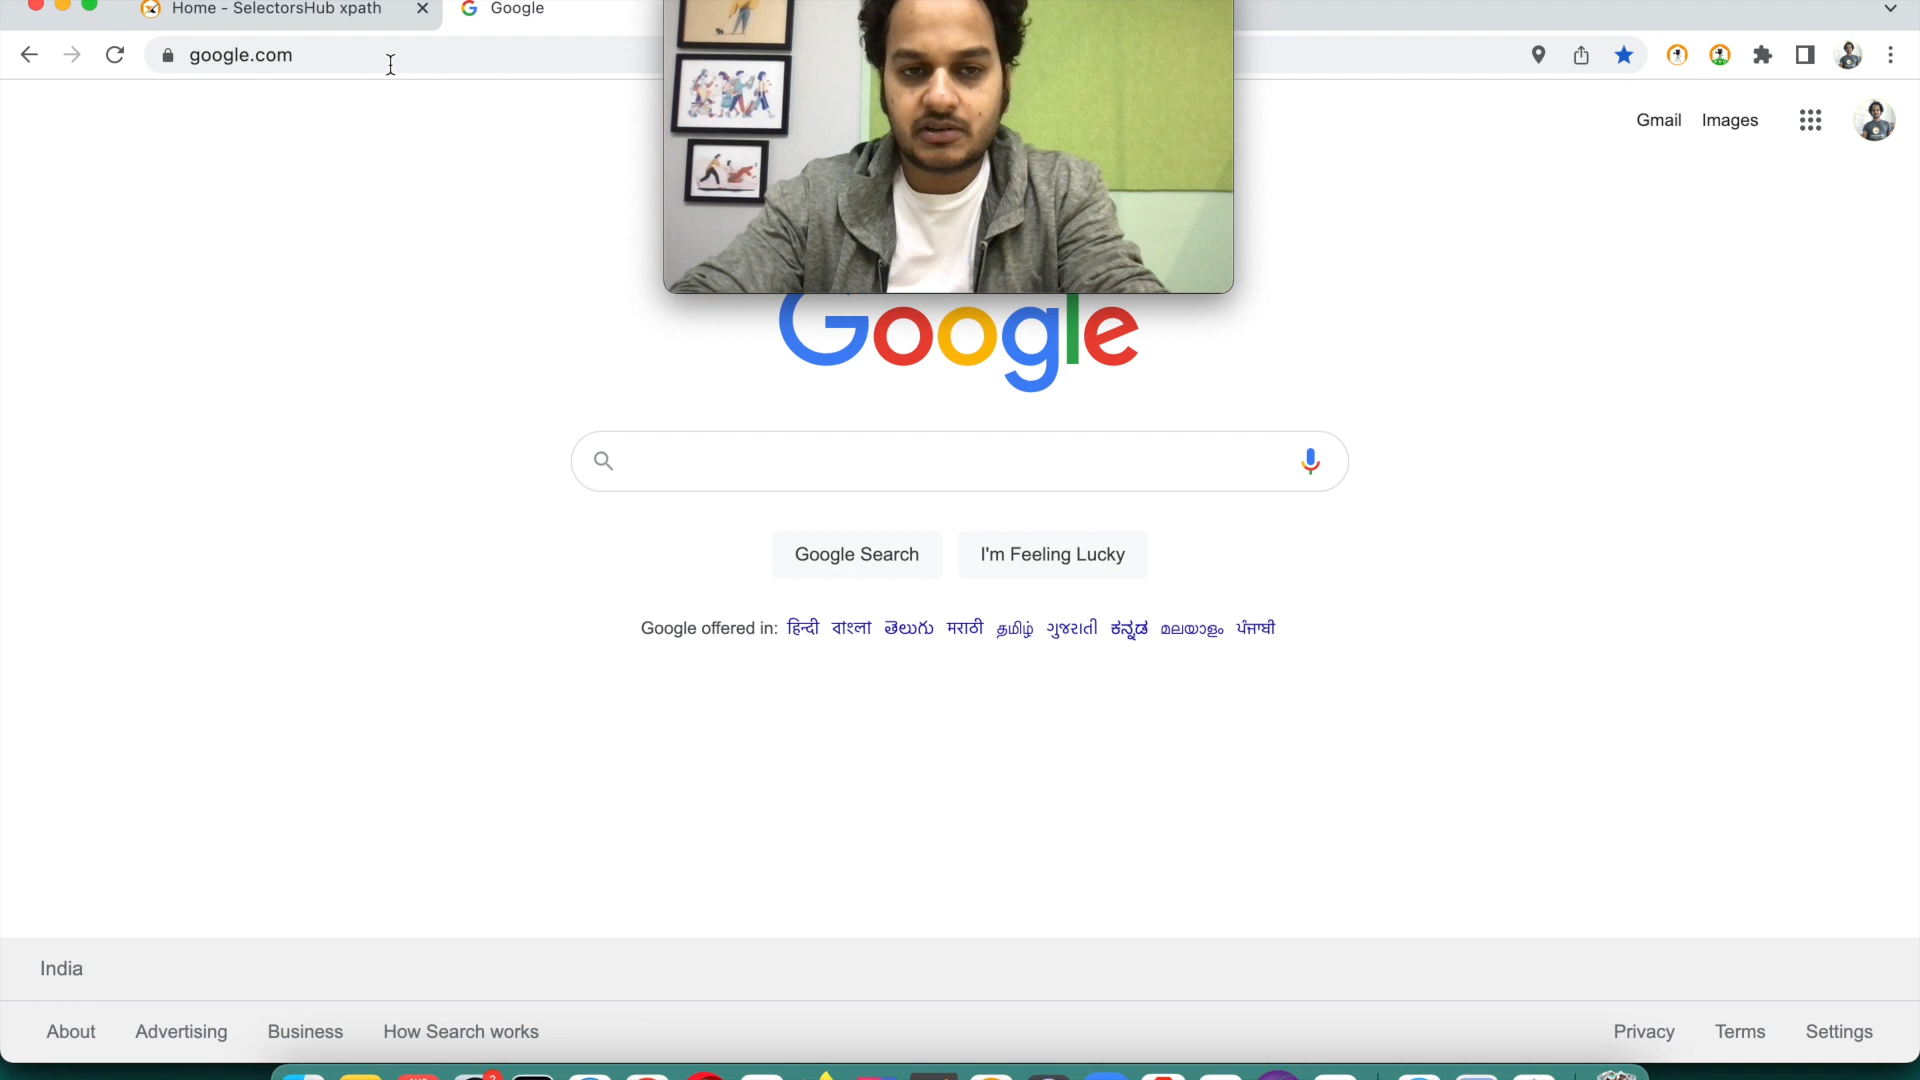 Home - SelectorsHub xpath
Google
google.com
Gmail Images
Google
Google Search I'm Feeling Lucky
Google offered in: हिन्दी বাংলা తెలుగు मराठी தமிழ் ગુજરાતી ಕನ್ನಡ മലയാളം ਪੰਜਾਬੀ
India
About Advertising Business How Search works Privacy Terms Settings